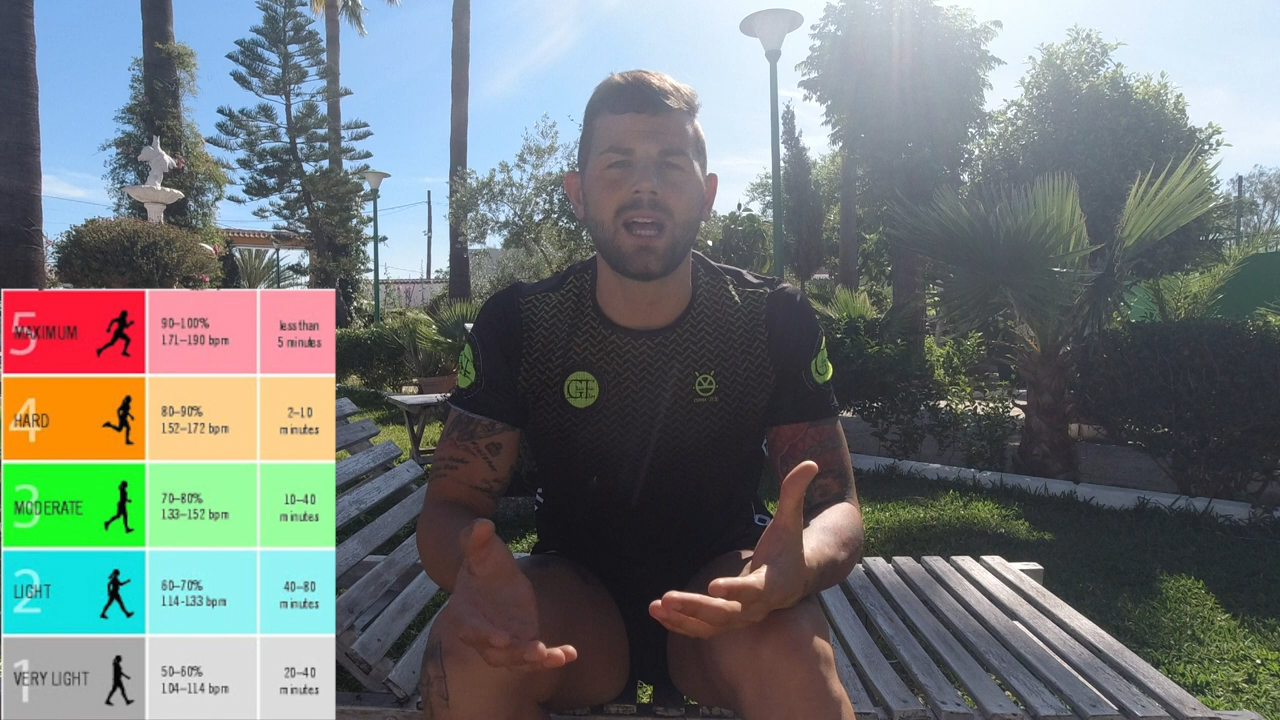 5
MAXIMUM
90–100%
171–190 bpm
less than
5 minutes
4
HARD
80–90%
152–172 bpm
2–10
minutes
3
MODERATE
70–80%
133–152 bpm
10–40
minutes
2
LIGHT
60–70%
114–133 bpm
40–80
minutes
1
VERY LIGHT
50–60%
104–114 bpm
20–40
minutes
GT